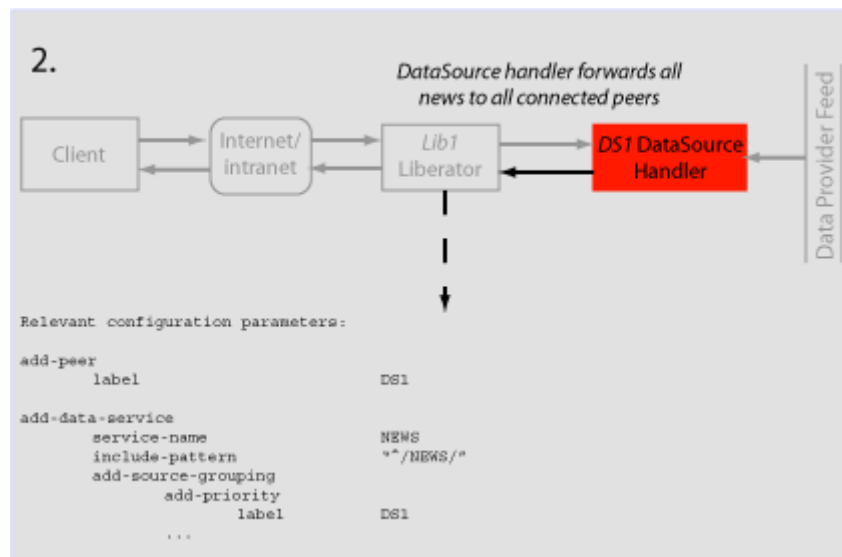 2.
DataSource handler forwards all
news to all connected peers
Client
Internet/
intranet
Lib1
Liberator
DS1 DataSource
Handler
Data Provider Feed
Relevant configuration parameters:
add-peer
label DS1
add-data-service
service-name NEWS
include-pattern "^/NEWS/"
add-source-grouping
add-priority
label DS1
...